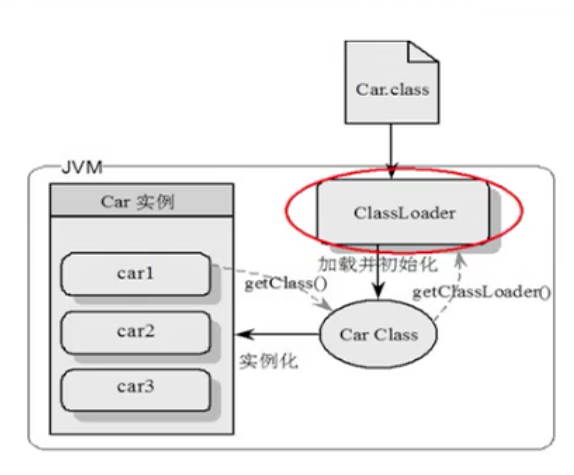 Car.class
JVM
Car 实例
ClassLoader
加载并初始化
car1
getClass()
getClassLoader()
car2
Car Class
实例化
car3